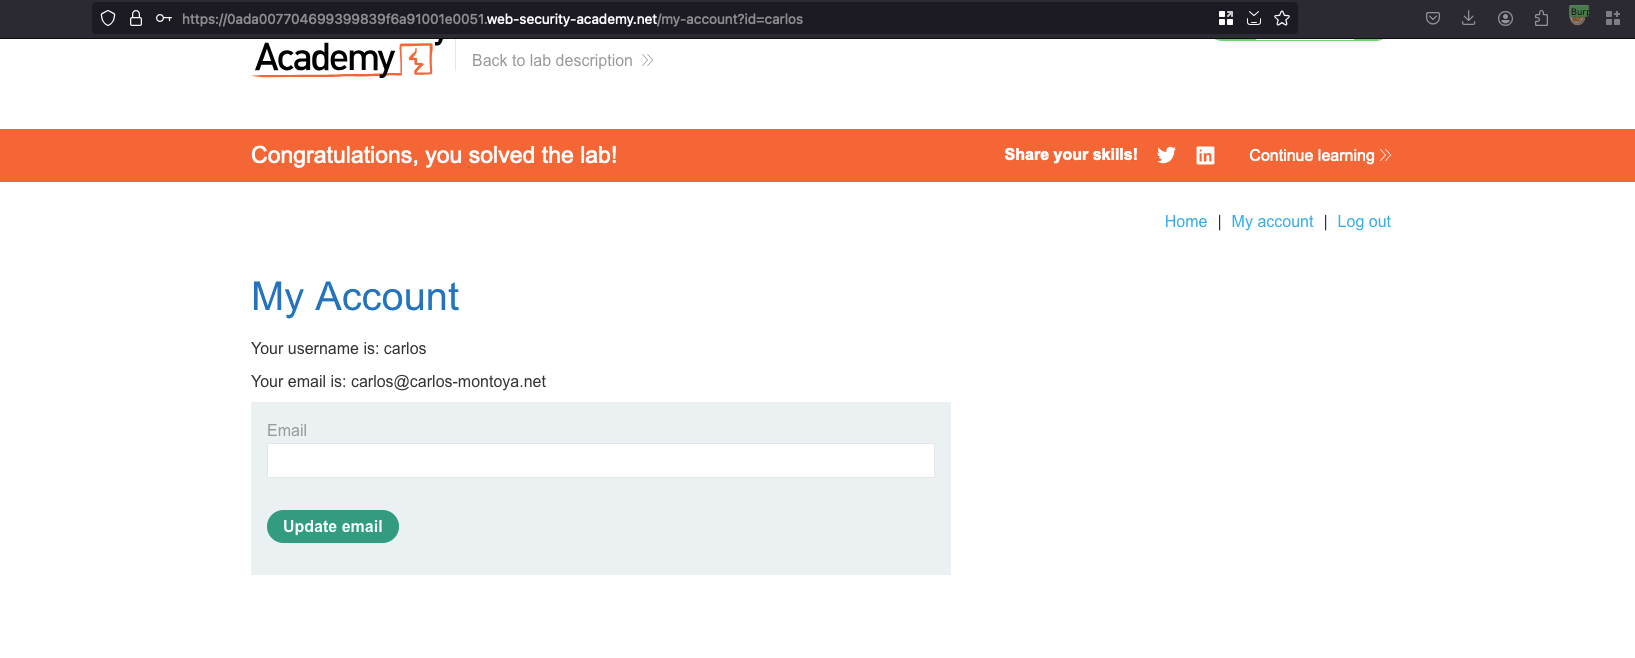 https://0ada007704699399839f6a91001e0051.web-security-academy.net/my-account?id=carlos
Burp
Academy
Back to lab description
Congratulations, you solved the lab!
Share your skills!
Continue learning
Home | My account | Log out
My Account
Your username is: carlos
Your email is: carlos@carlos-montoya.net
Email
Update email